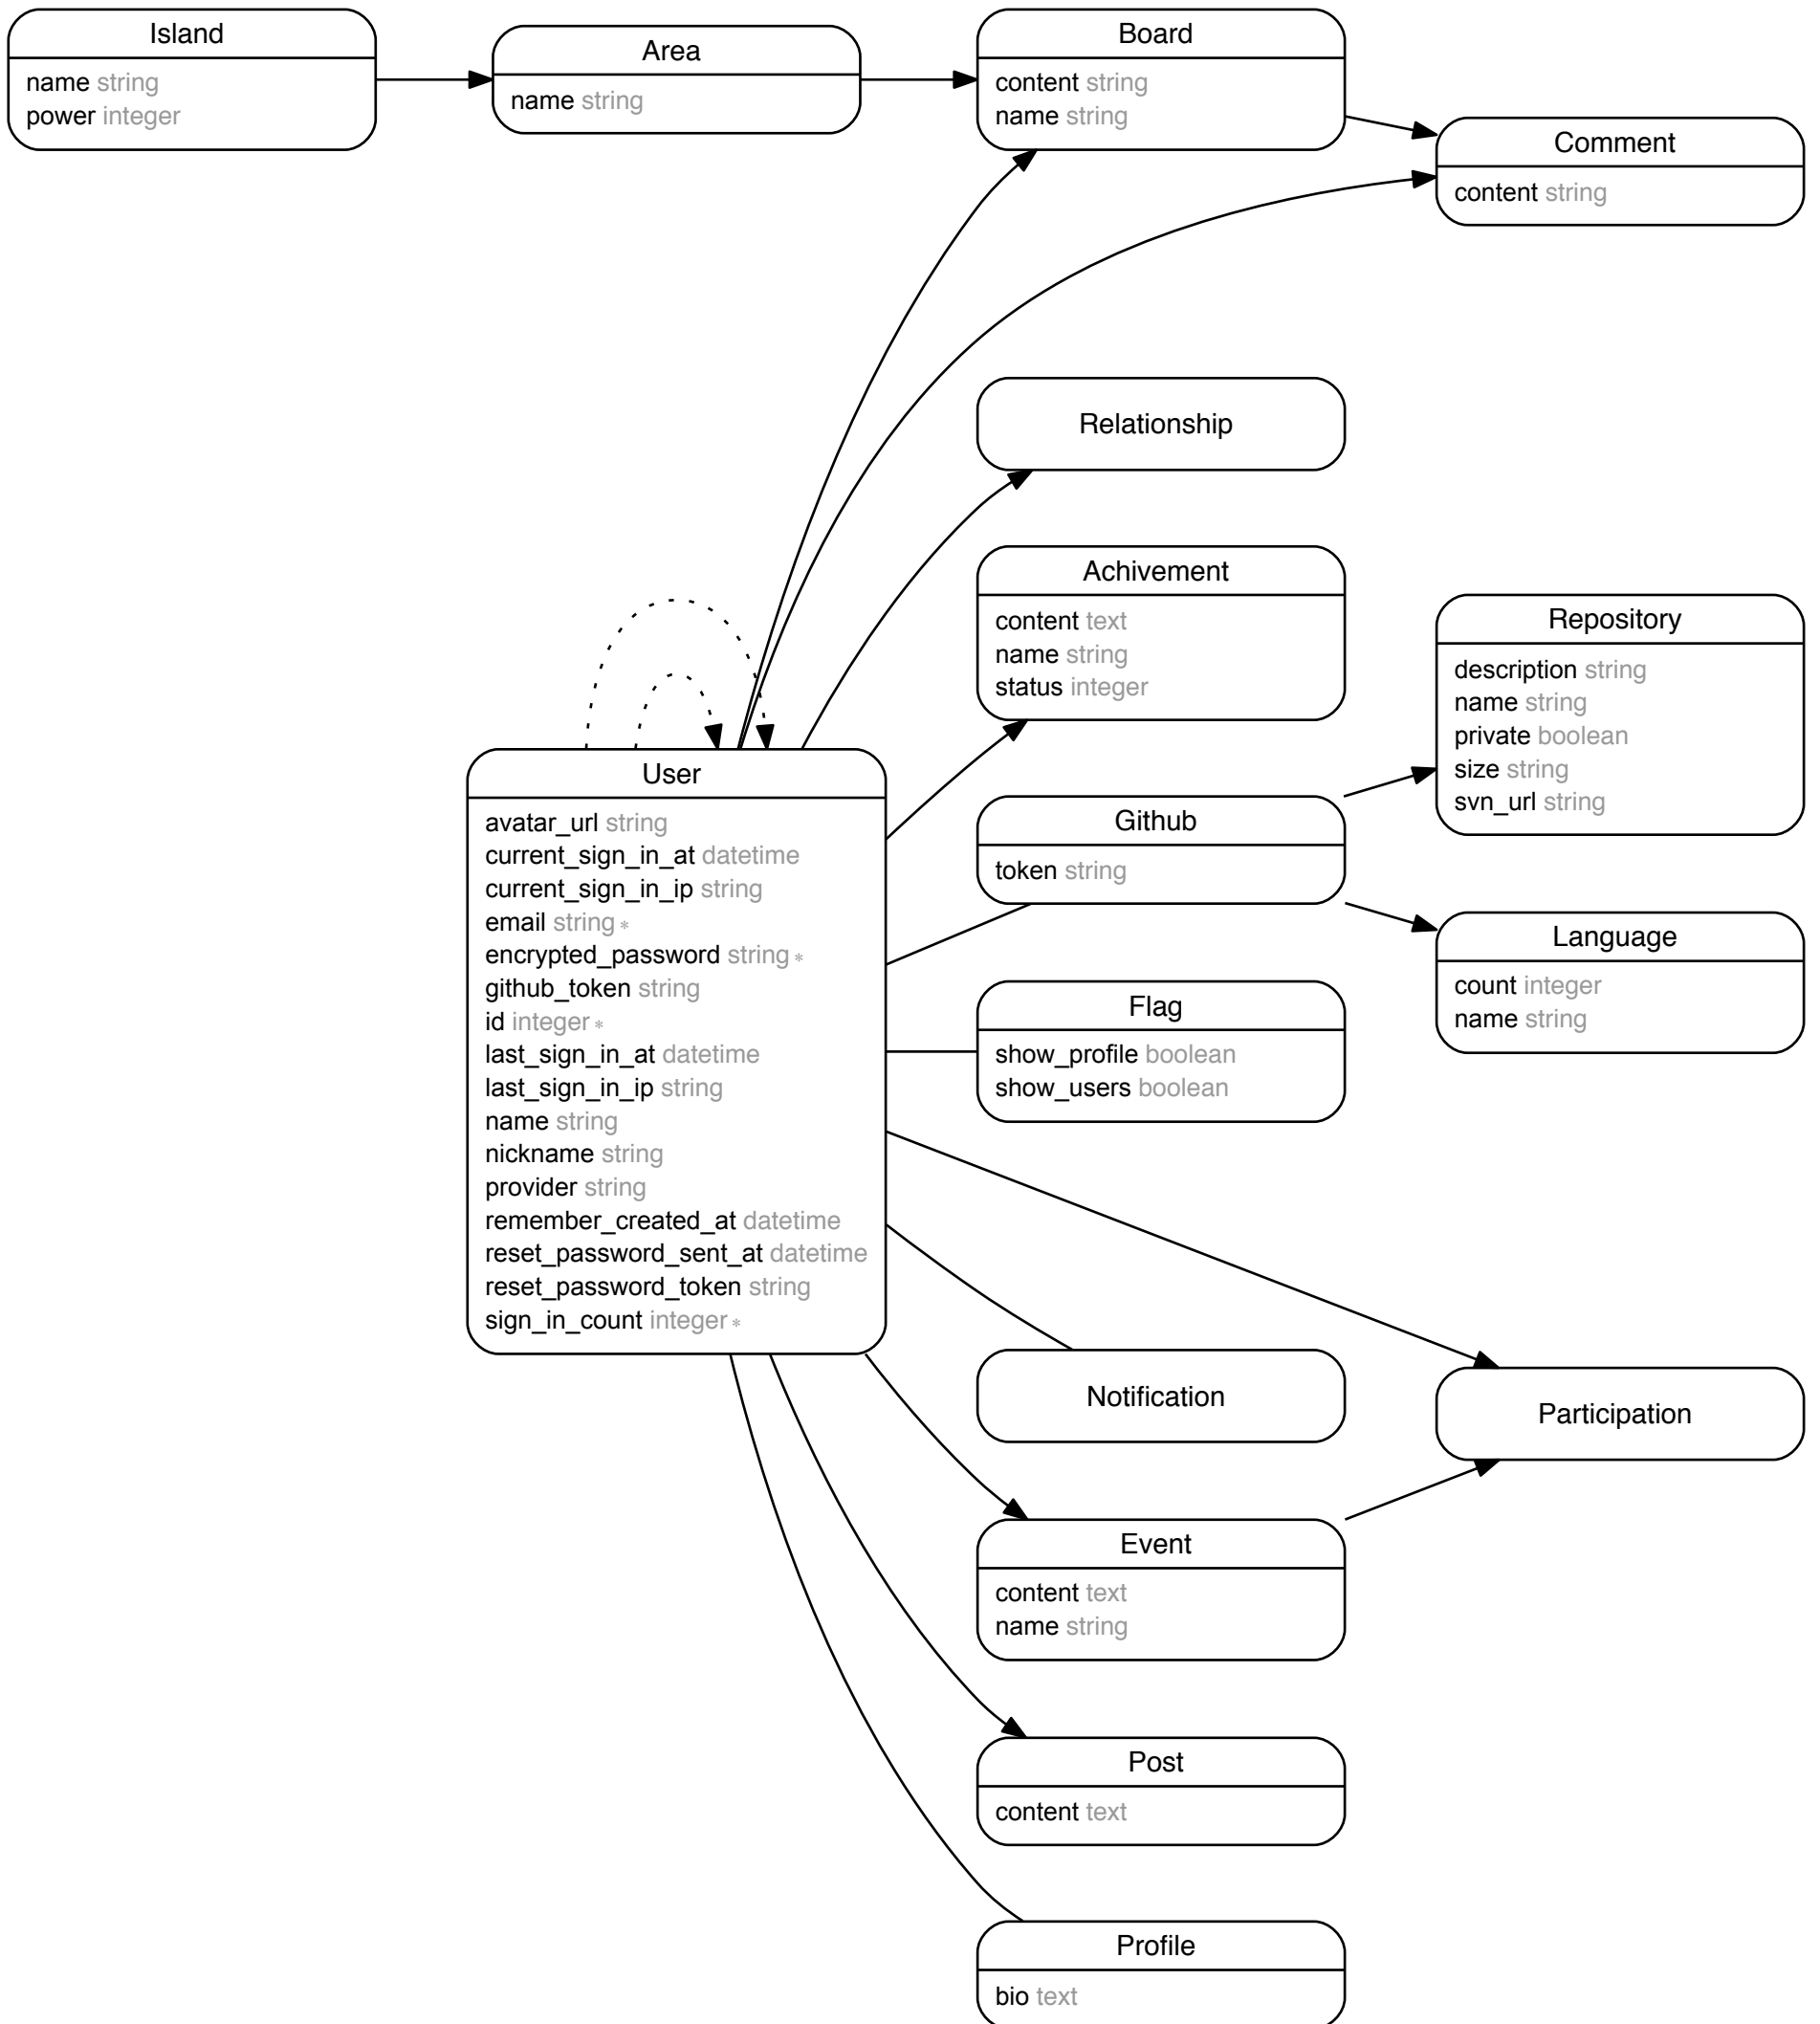 Island
name string
power integer
Area
name string
Board
content string
name string
Comment
content string
Relationship
Achivement
content text
name string
status integer
Repository
description string
name string
private boolean
size string
svn_url string
User
avatar_url string
current_sign_in_at datetime
current_sign_in_ip string
email string *
encrypted_password string *
github_token string
id integer *
last_sign_in_at datetime
last_sign_in_ip string
name string
nickname string
provider string
remember_created_at datetime
reset_password_sent_at datetime
reset_password_token string
sign_in_count integer *
Github
token string
Language
count integer
name string
Flag
show_profile boolean
show_users boolean
Notification
Participation
Event
content text
name string
Post
content text
Profile
bio text